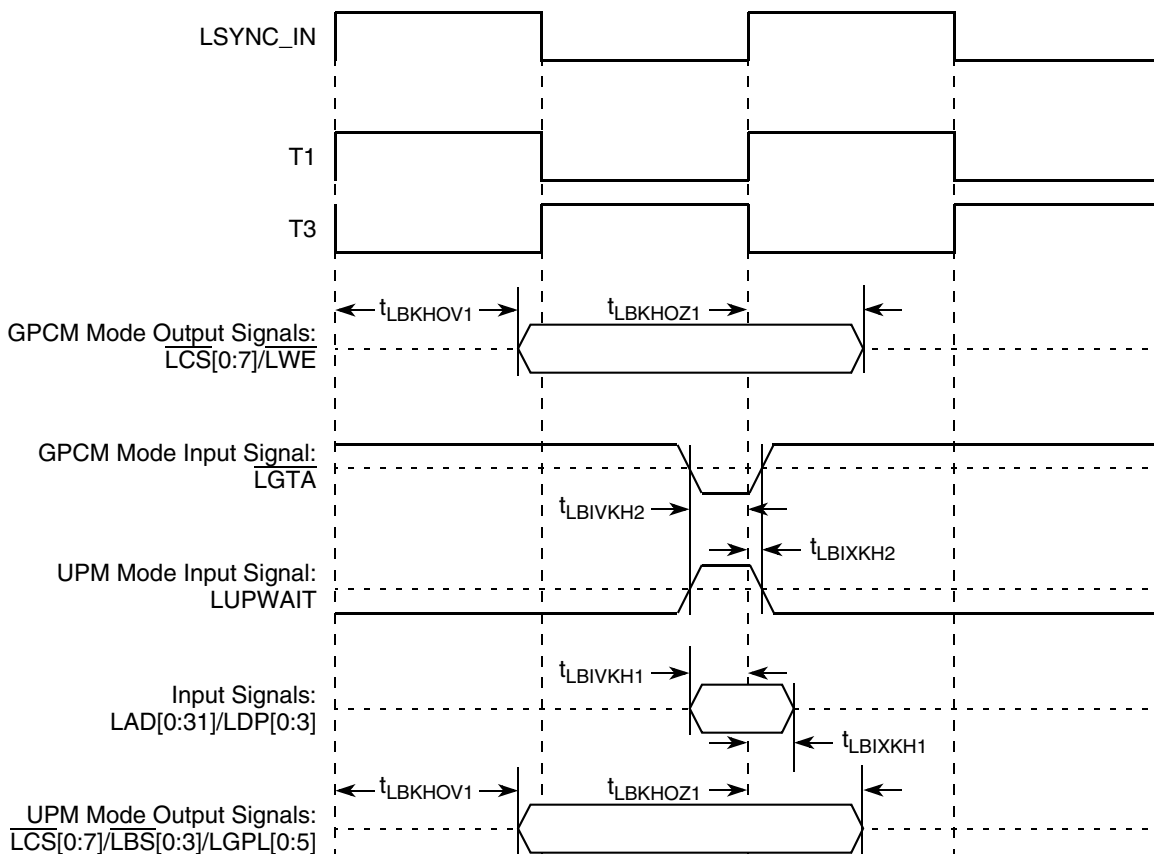 LSYNC_IN
T1
T3
tLBKHOV1
tLBKHOZ1
GPCM Mode Output Signals:
LCS[0:7]/LWE
GPCM Mode Input Signal:
LGTA
tLBIVKH2
tLBIXKH2
UPM Mode Input Signal:
LUPWAIT
tLBIVKH1
Input Signals:
LAD[0:31]/LDP[0:3]
tLBIXKH1
tLBKHOV1
tLBKHOZ1
UPM Mode Output Signals:
LCS[0:7]/LBS[0:3]/LGPL[0:5]